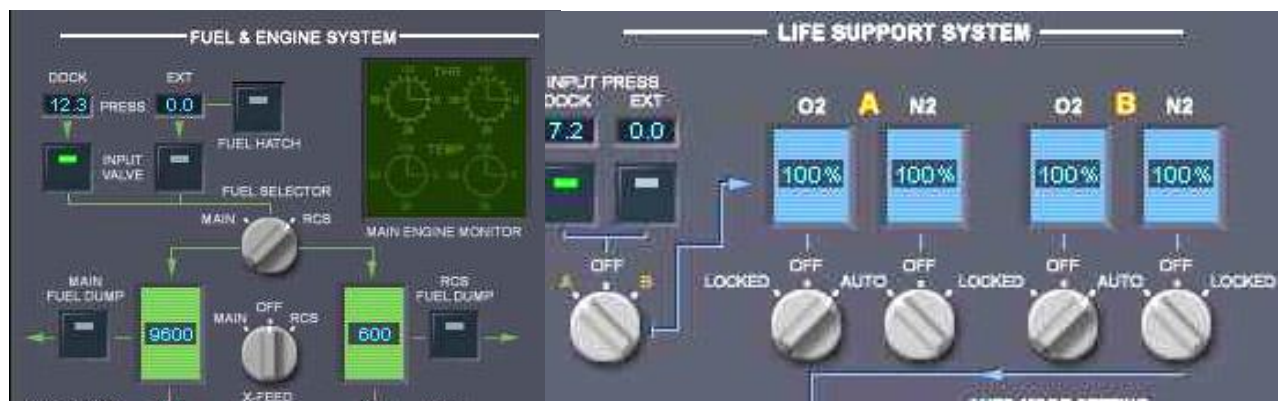 FUEL & ENGINE SYSTEM
DOCK EXT
12.3 PRESS 0.0
FUEL HATCH
INPUT
VALVE
FUEL SELECTOR
MAIN RCS
THR
TEMP
MAIN ENGINE MONITOR
MAIN
FUEL DUMP
9600
OFF
MAIN RCS
X-FEED
600
RCS
FUEL DUMP
LIFE SUPPORT SYSTEM
INPUT PRESS
DOCK EXT
7.2 0.0
OFF
A B
O2 A N2
100% 100%
O2 B N2
100% 100%
OFF OFF OFF OFF
LOCKED AUTO LOCKED AUTO LOCKED